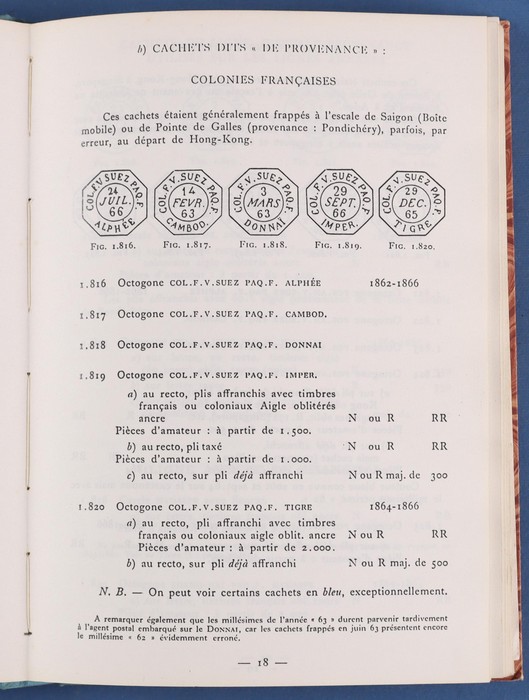 b) CACHETS DITS « DE PROVENANCE » :
COLONIES FRANÇAISES
Ces cachets étaient généralement frappés à l'escale de Saigon (Boîte
mobile) ou de Pointe de Galles (provenance : Pondichéry), parfois, par
erreur, au départ de Hong-Kong.
COL.F.V.SUEZ PAQ.F. 24 JUIL. 66 ALPHÉE
COL.F.V.SUEZ PAQ.F. 14 FEVR. 63 CAMBOD.
COL.F.V.SUEZ PAQ.F. 3 MARS 63 DONNAI
COL.F.V.SUEZ PAQ.F. 29 SEPT. 66 IMPER.
COL.F.V.SUEZ PAQ.F. 29 DEC. 65 TIGRE
FIG. 1.816. FIG. 1.817. FIG. 1.818. FIG. 1.819. FIG. 1.820.
1.816 Octogone COL.F.V.SUEZ PAQ.F. ALPHÉE 1862-1866
1.817 Octogone COL.F.V.SUEZ PAQ.F. CAMBOD.
1.818 Octogone COL.F.V.SUEZ PAQ.F. DONNAI
1.819 Octogone COL.F.V.SUEZ PAQ.F. IMPER.
a) au recto, plis affranchis avec timbres
français ou coloniaux Aigle oblitérés
ancre N ou R RR
Pièces d'amateur : à partir de 1.500.
b) au recto, pli taxé N ou R RR
Pièces d'amateur : à partir de 1.000.
c) au recto, sur pli déjà affranchi N ou R maj. de 300
1.820 Octogone COL.F.V.SUEZ PAQ.F. TIGRE 1864-1866
a) au recto, pli affranchi avec timbres
français ou coloniaux aigle oblit. ancre N ou R RR
Pièces d'amateur : à partir de 2.000.
b) au recto, sur pli déjà affranchi N ou R maj. de 500
N. B. — On peut voir certains cachets en bleu, exceptionnellement.
A remarquer également que les millésimes de l'année « 63 » durent parvenir tardivement
à l'agent postal embarqué sur le DONNAI, car les cachets frappés en juin 63 présentent encore
le millésime « 62 » évidemment erroné.
— 18 —